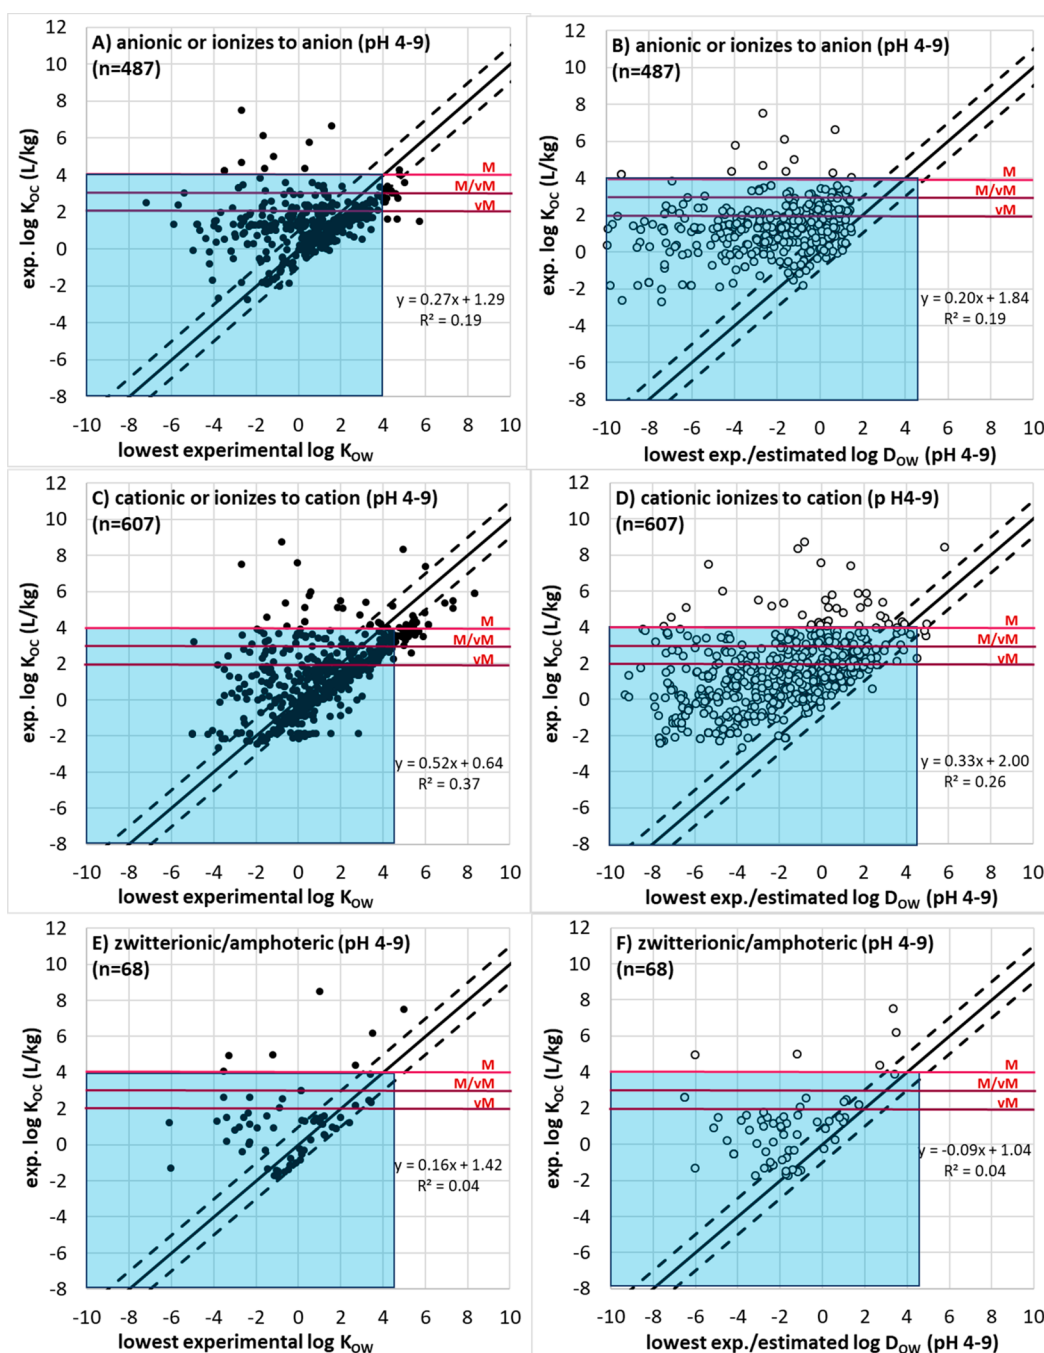 A) anionic or ionizes to anion (pH 4-9)
(n=487)
exp. log KOC (L/kg)
12
10
8
6
4
2
0
-2
-4
-6
-8
M
M/vM
vM
y = 0.27x + 1.29
R² = 0.19
-10 -8 -6 -4 -2 0 2 4 6 8 10
lowest experimental log KOW
B) anionic or ionizes to anion (pH 4-9)
(n=487)
exp. log KOC (L/kg)
12
10
8
6
4
2
0
-2
-4
-6
-8
M
M/vM
vM
y = 0.20x + 1.84
R² = 0.19
-10 -8 -6 -4 -2 0 2 4 6 8 10
lowest exp./estimated log DOW (pH 4-9)
C) cationic or ionizes to cation (pH 4-9)
(n=607)
exp. log KOC (L/kg)
12
10
8
6
4
2
0
-2
-4
-6
-8
M
M/vM
vM
y = 0.52x + 0.64
R² = 0.37
-10 -8 -6 -4 -2 0 2 4 6 8 10
lowest experimental log KOW
D) cationic ionizes to cation (p H4-9)
(n=607)
exp. log KOC (L/kg)
12
10
8
6
4
2
0
-2
-4
-6
-8
M
M/vM
vM
y = 0.33x + 2.00
R² = 0.26
-10 -8 -6 -4 -2 0 2 4 6 8 10
lowest exp./estimated log DOW (pH 4-9)
E) zwitterionic/amphoteric (pH 4-9)
(n=68)
exp. log KOC (L/kg)
12
10
8
6
4
2
0
-2
-4
-6
-8
M
M/vM
vM
y = 0.16x + 1.42
R² = 0.04
-10 -8 -6 -4 -2 0 2 4 6 8 10
lowest experimental log KOW
F) zwitterionic/amphoteric (pH 4-9)
(n=68)
exp. log KOC (L/kg)
12
10
8
6
4
2
0
-2
-4
-6
-8
M
M/vM
vM
y = -0.09x + 1.04
R² = 0.04
-10 -8 -6 -4 -2 0 2 4 6 8 10
lowest exp./estimated log DOW (pH 4-9)